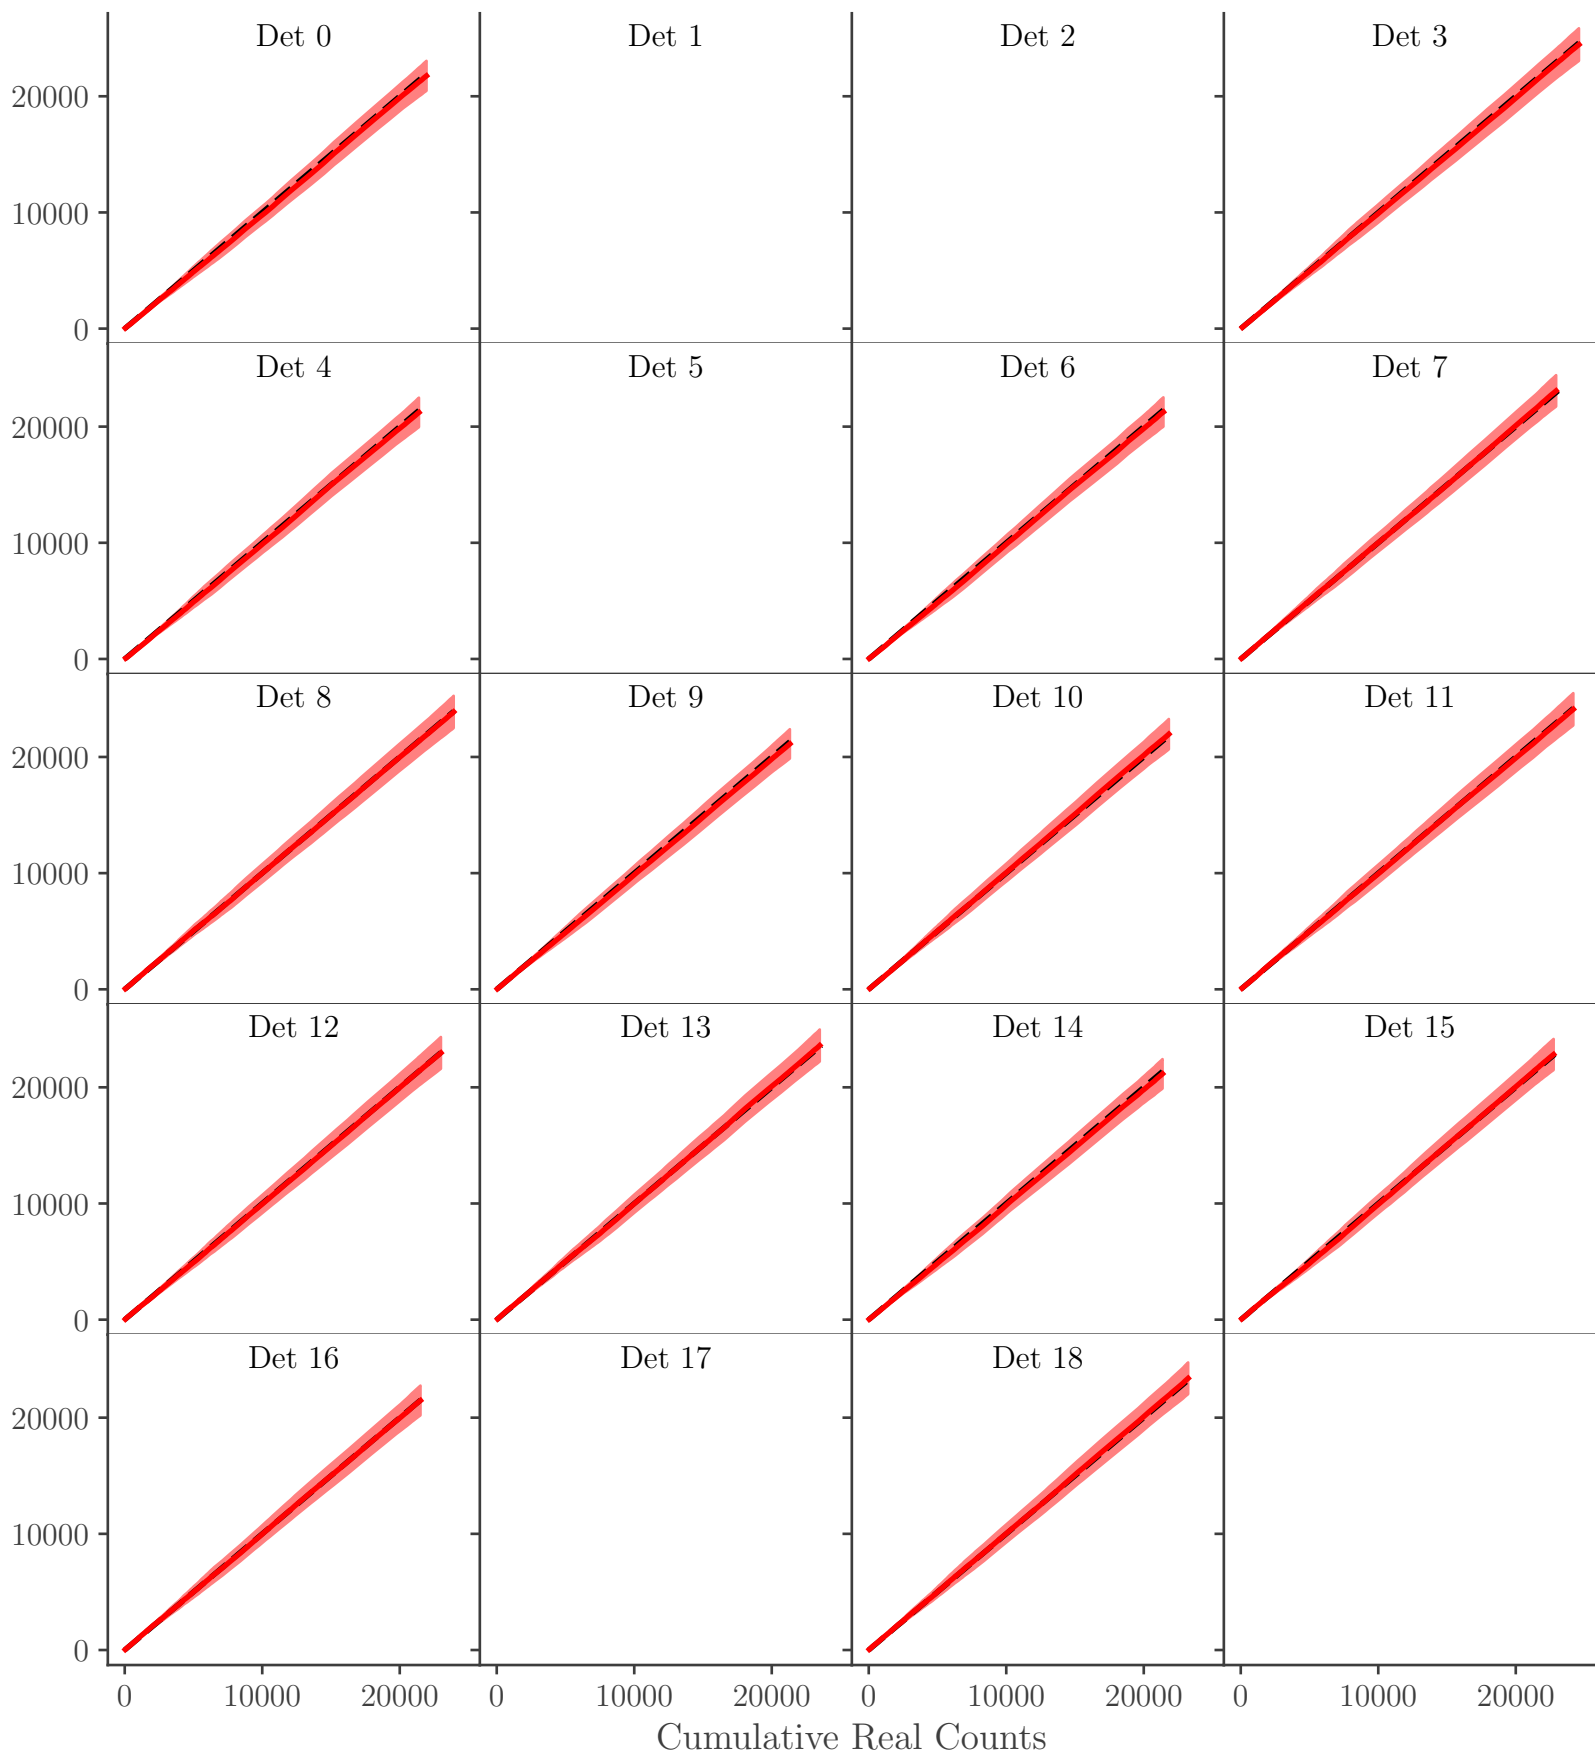 Det 0 Det 1 Det 2 Det 3
20000
10000
0
Det 4 Det 5 Det 6 Det 7
20000
10000
0
Det 8 Det 9 Det 10 Det 11
20000
10000
0
Det 12 Det 13 Det 14 Det 15
20000
10000
0
Det 16 Det 17 Det 18
20000
10000
0
0 10000 20000 0 10000 20000 0 10000 20000 0 10000 20000
Cumulative Real Counts